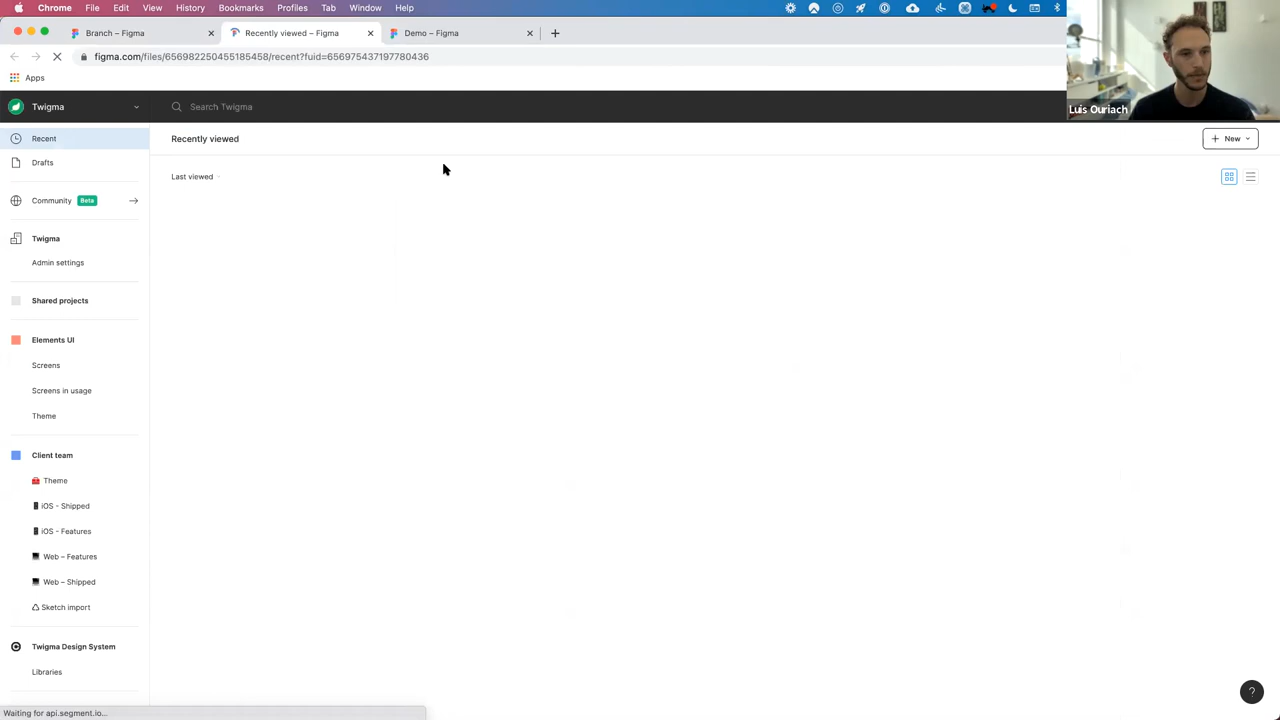 Chrome File Edit View History Bookmarks Profiles Tab Window Help
Branch – Figma
Recently viewed – Figma
Demo – Figma
figma.com/files/656982250455185458/recent?fuid=656975437197780436
Apps
Luis Ouriach
Twigma
Search Twigma
Recent
Recently viewed
New
Drafts
Last viewed
Community Beta
Twigma
Admin settings
Shared projects
Elements UI
Screens
Screens in usage
Theme
Client team
Theme
iOS - Shipped
iOS - Features
Web – Features
Web – Shipped
Sketch import
Twigma Design System
Libraries
?
Waiting for api.segment.io...